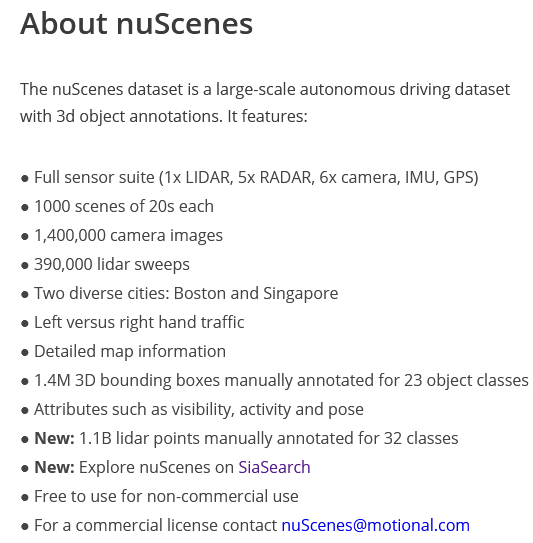 About nuScenes
The nuScenes dataset is a large-scale autonomous driving dataset
with 3d object annotations. It features:
● Full sensor suite (1x LIDAR, 5x RADAR, 6x camera, IMU, GPS)
● 1000 scenes of 20s each
● 1,400,000 camera images
● 390,000 lidar sweeps
● Two diverse cities: Boston and Singapore
● Left versus right hand traffic
● Detailed map information
● 1.4M 3D bounding boxes manually annotated for 23 object classes
● Attributes such as visibility, activity and pose
● New: 1.1B lidar points manually annotated for 32 classes
● New: Explore nuScenes on SiaSearch
● Free to use for non-commercial use
● For a commercial license contact nuScenes@motional.com